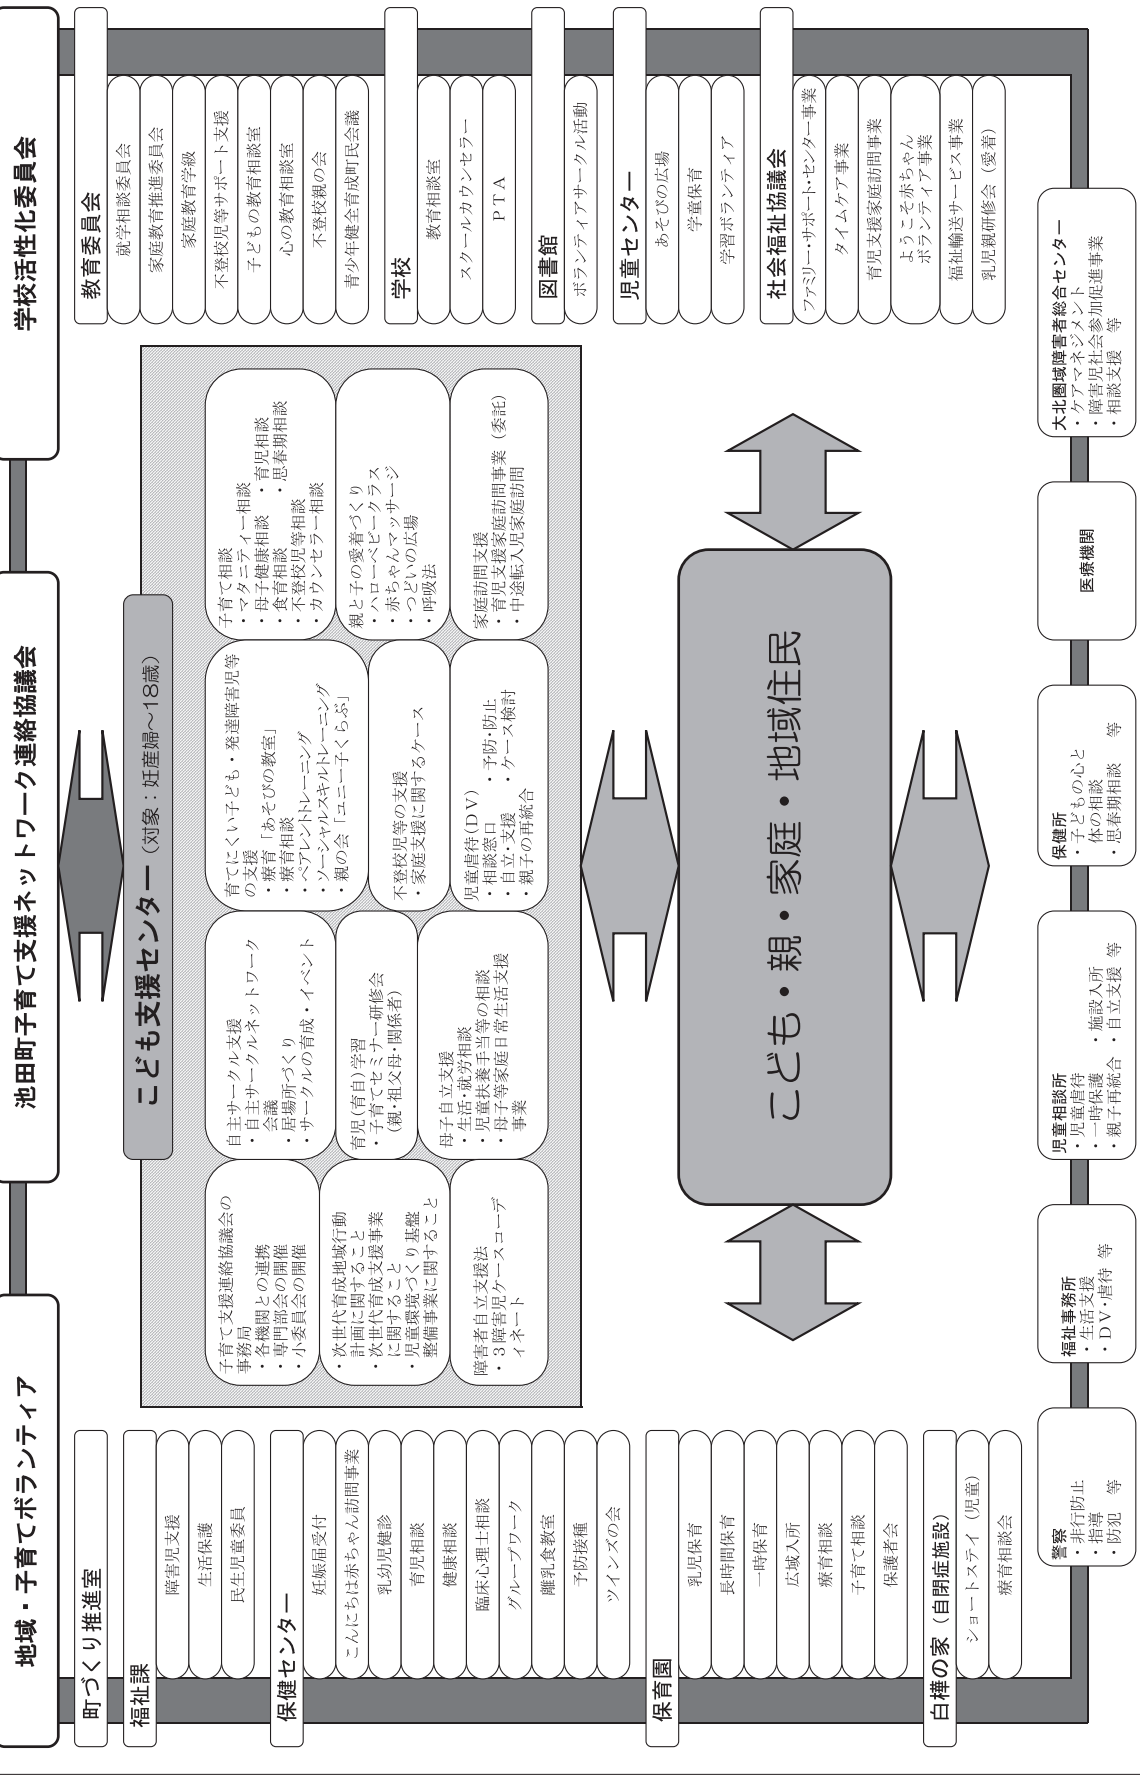 地域・子育てボランティア
池田町子育て支援ネットワーク連絡協議会
学校活性化委員会
町づくり推進室
福祉課
障害児支援
生活保護
民生児童委員
保健センター
妊娠届受付
こんにちは赤ちゃん訪問事業
乳幼児健診
育児相談
健康相談
臨床心理士相談
グループワーク
離乳食教室
予防接種
ツインズの会
保育園
乳児保育
長時間保育
一時保育
広域入所
療育相談
子育て相談
保護者会
白樺の家（自閉症施設）
ショートステイ（児童）
療育相談会
こども支援センター（対象：妊産婦～18歳）
子育て支援連絡協議会の
事務局
・各機関との連携
・専門部会の開催
・小委員会の開催
・次世代育成地域行動
計画に関すること
・次世代育成支援事業
に関すること
・児童環境づくり基盤
整備事業に関すること
障害者自立支援法
・３障害児ケースコーデ
ィネート
自主サークル支援
・自主サークルネットワーク
会議
・居場所づくり
・サークルの育成・イベント
育児（育自）学習
・子育てセミナー研修会
（親・祖父母・関係者）
母子自立支援
・生活・就労相談
・児童扶養手当等の相談
・母子等家庭日常生活支援
事業
育てにくい子ども・発達障害児等
の支援
・療育「あそびの教室」
・療育相談
・ペアレントトレーニング
・ソーシャルスキルトレーニング
・親の会「ユニー子くらぶ」
不登校児等の支援
・家庭支援に関するケース
児童虐待（ＤＶ）
・相談窓口　・予防・防止
・自立・支援　・ケース検討
・親子の再統合
子育て相談
・マタニティー相談
・母子健康相談　・育児相談
・食育相談　・思春期相談
・不登校児等相談
・カウンセラー相談
親と子の愛着づくり
・ハローベビークラス
・赤ちゃんマッサージ
・つどいの広場
・呼吸法
家庭訪問支援
・育児支援家庭訪問事業（委託）
・中途転入児家庭訪問
こども・親・家庭・地域住民
教育委員会
就学相談委員会
家庭教育推進委員会
家庭教育学級
不登校児等サポート支援
子どもの教育相談室
心の教育相談室
不登校親の会
青少年健全育成町民会議
学校
教育相談室
スクールカウンセラー
ＰＴＡ
図書館
ボランティアサークル活動
児童センター
あそびの広場
学童保育
学習ボランティア
社会福祉協議会
ファミリー・サポート・センター事業
タイムケア事業
育児支援家庭訪問事業
ようこそ赤ちゃん
ボランティア事業
福祉輸送サービス事業
乳児親研修会（愛着）
警察
・非行防止
・指導
・防犯　等
福祉事務所
・生活支援
・ＤＶ・虐待　等
児童相談所
・児童虐待　・施設入所
・一時保護　・自立支援　等
・親子再統合
保健所
・子どもの心と
体の相談
・思春期相談　等
医療機関
大北圏域障害者総合センター
・ケアマネジメント
・障害児社会参加促進事業
・相談支援　等